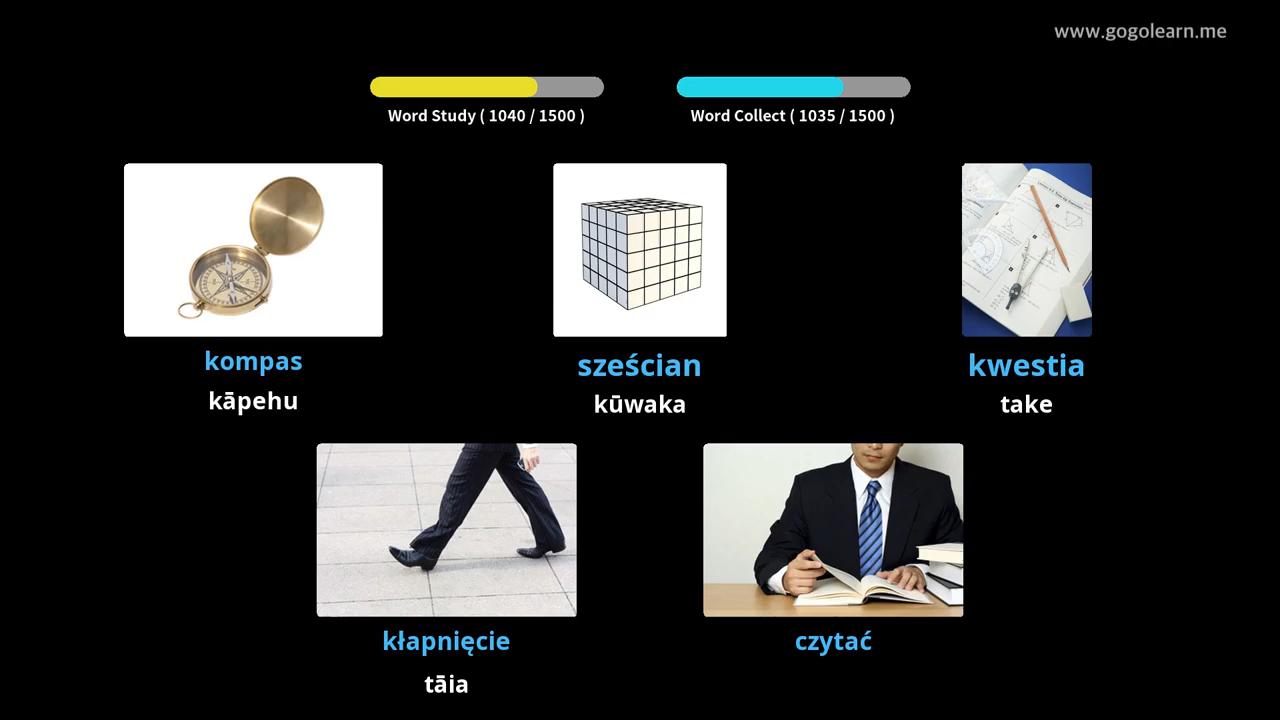 www.gogolearn.me
Word Study ( 1040 / 1500 )
Word Collect ( 1035 / 1500 )
kompas
sześcian
kwestia
kāpehu
kūwaka
take
kłapnięcie
czytać
tāia